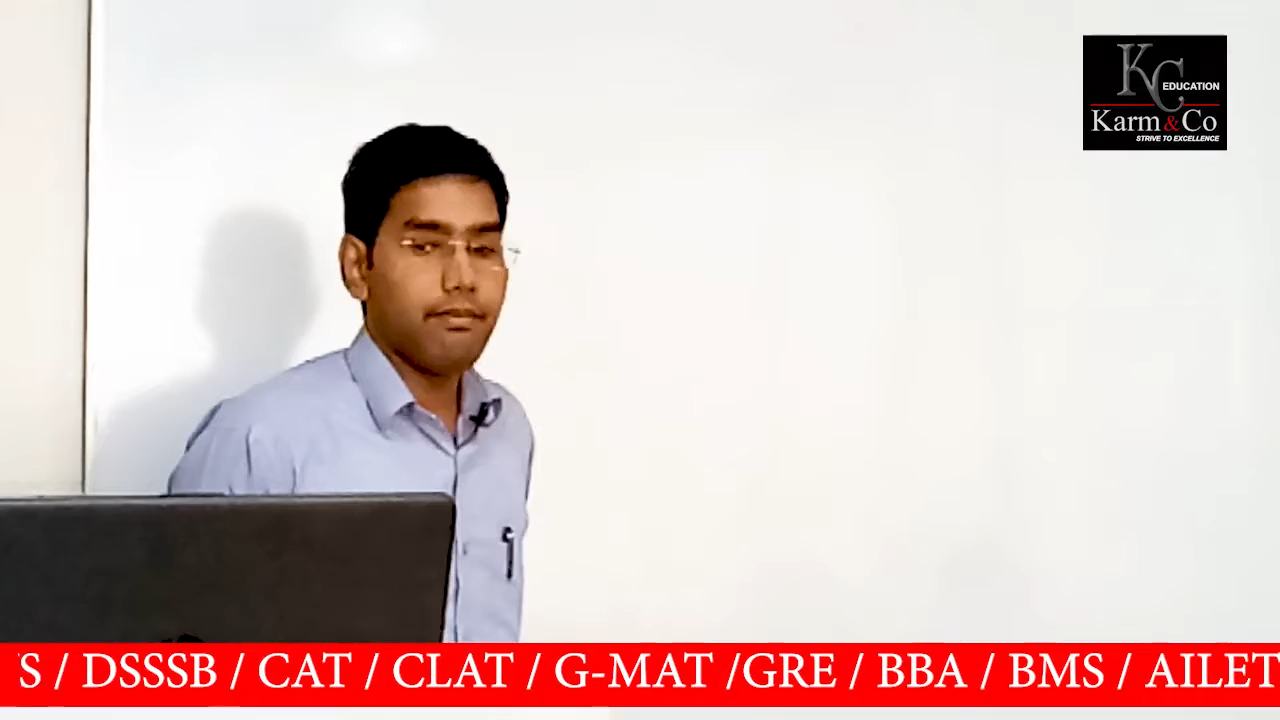 KC EDUCATION
Karm & Co
STRIVE TO EXCELLENCE
S / DSSSB / CAT / CLAT / G-MAT /GRE / BBA / BMS / AILET